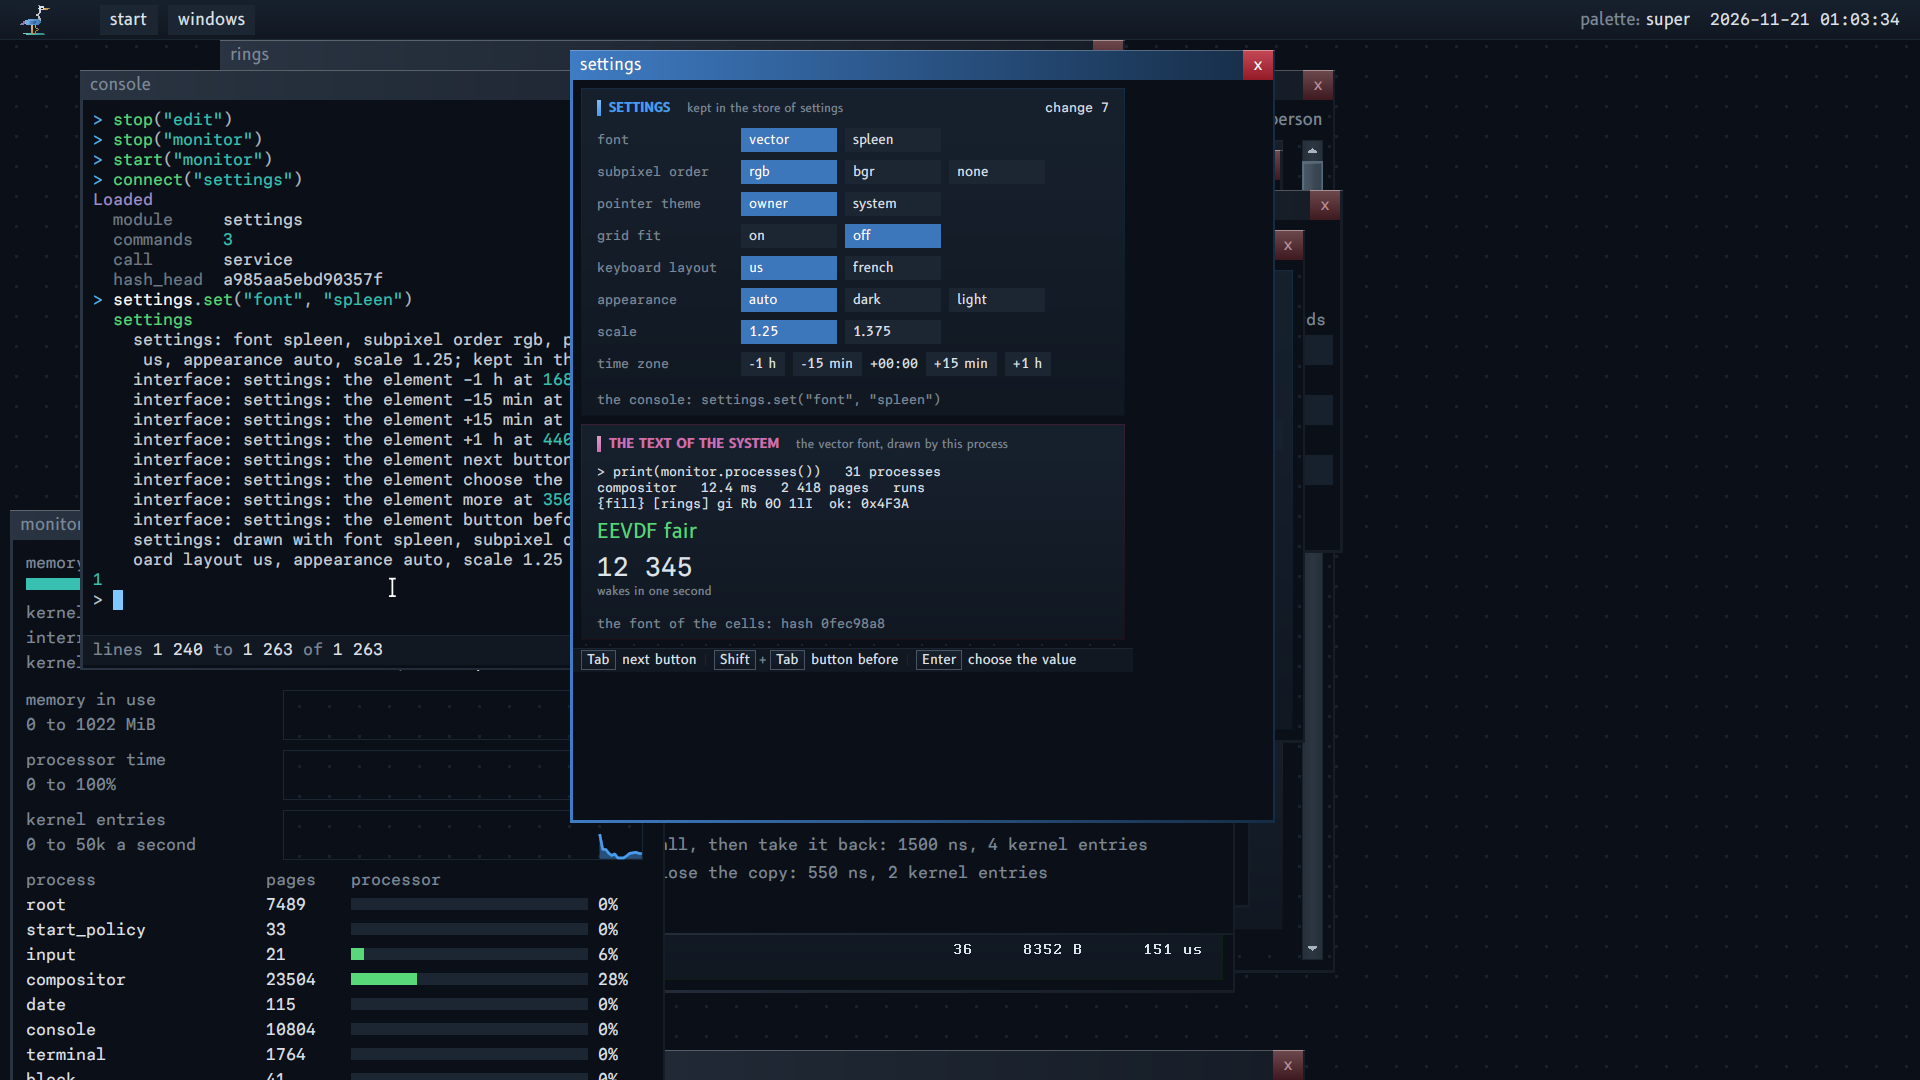 start windows palette: super 2026-11-21 01:03:34
rings
console
> stop("edit")
> stop("monitor")
> start("monitor")
> connect("settings")
Loaded
module settings
commands 3
call service
hash_head a985aa5ebd90357f
> settings.set("font", "spleen")
settings
settings: font spleen, subpixel order rgb, p
us, appearance auto, scale 1.25; kept in th
interface: settings: the element -1 h at 168
interface: settings: the element -15 min at
interface: settings: the element +15 min at
interface: settings: the element +1 h at 440
interface: settings: the element next button
interface: settings: the element choose the
interface: settings: the element more at 350
interface: settings: the element button befo
settings: drawn with font spleen, subpixel o
oard layout us, appearance auto, scale 1.25
1
>
lines 1 240 to 1 263 of 1 263
settings x
SETTINGS kept in the store of settings change 7
font vector spleen
subpixel order rgb bgr none
pointer theme owner system
grid fit on off
keyboard layout us french
appearance auto dark light
scale 1.25 1.375
time zone -1 h -15 min +00:00 +15 min +1 h
the console: settings.set("font", "spleen")
THE TEXT OF THE SYSTEM the vector font, drawn by this process
> print(monitor.processes()) 31 processes
compositor 12.4 ms 2 418 pages runs
{fill} [rings] gi Rb 0O 1lI ok: 0x4F3A
EEVDF fair
12 345
wakes in one second
the font of the cells: hash 0fec98a8
Tab next button Shift + Tab button before Enter choose the value
x
erson
x
x
ds
monitor
memory
kernel
inter
kernel
memory in use
0 to 1022 MiB
processor time
0 to 100%
kernel entries
0 to 50k a second
process pages processor
root 7489 0%
start_policy 33 0%
input 21 6%
compositor 23504 28%
date 115 0%
console 10804 0%
terminal 1764 0%
block 41 0%
all, then take it back: 1500 ns, 4 kernel entries
lose the copy: 550 ns, 2 kernel entries
36 8352 B 151 us
x